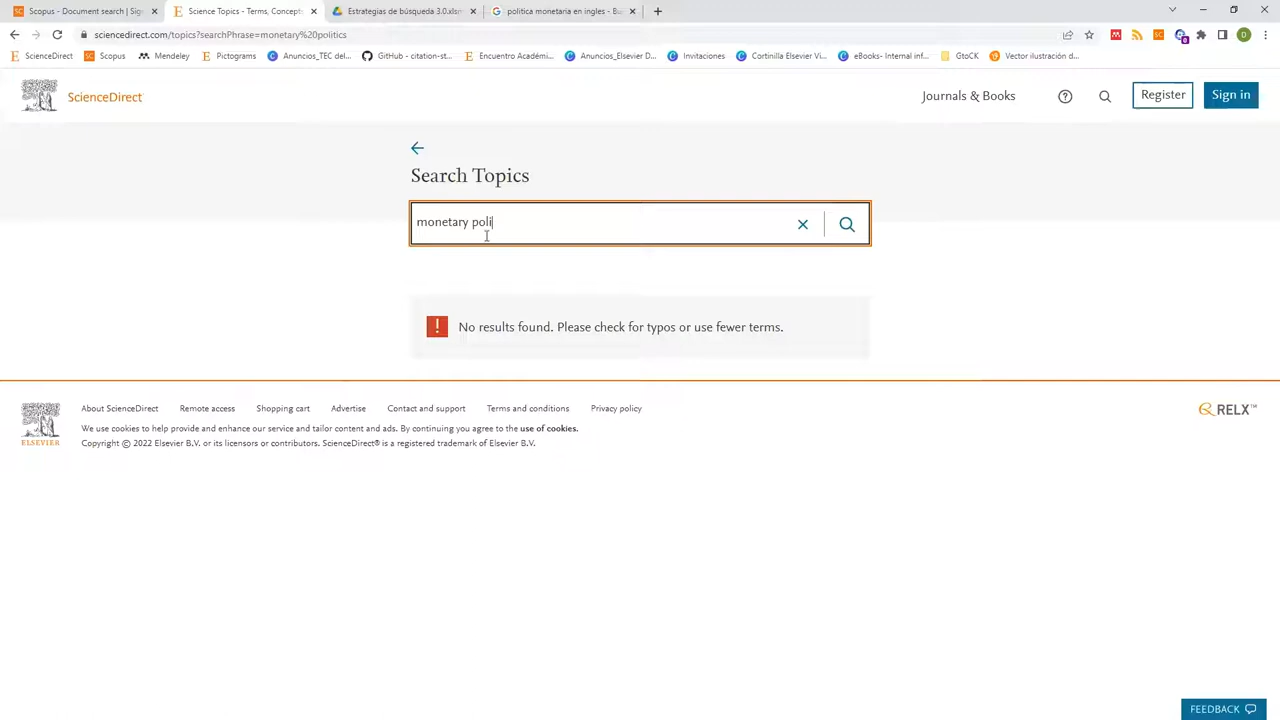 Scopus - Document search | Sig
Science Topics - Terms, Concepts
Estrategias de búsqueda 3.0.xlsm
politica monetaria en ingles - Bu
sciencedirect.com/topics?searchPhrase=monetary%20politics
ScienceDirect
Scopus
Mendeley
Pictograms
Anuncios_TEC del...
GitHub - citation-st...
Encuentro Académi...
Anuncios_Elsevier D...
Invitaciones
Cortinilla Elsevier Vi...
eBooks- Internal inf...
GtoCK
Vector ilustración d...
ScienceDirect
Journals & Books
Register
Sign in
Search Topics
monetary poli
! No results found. Please check for typos or use fewer terms.
ELSEVIER
About ScienceDirect
Remote access
Shopping cart
Advertise
Contact and support
Terms and conditions
Privacy policy
RELX™
We use cookies to help provide and enhance our service and tailor content and ads. By continuing you agree to the use of cookies.
Copyright © 2022 Elsevier B.V. or its licensors or contributors. ScienceDirect® is a registered trademark of Elsevier B.V.
FEEDBACK